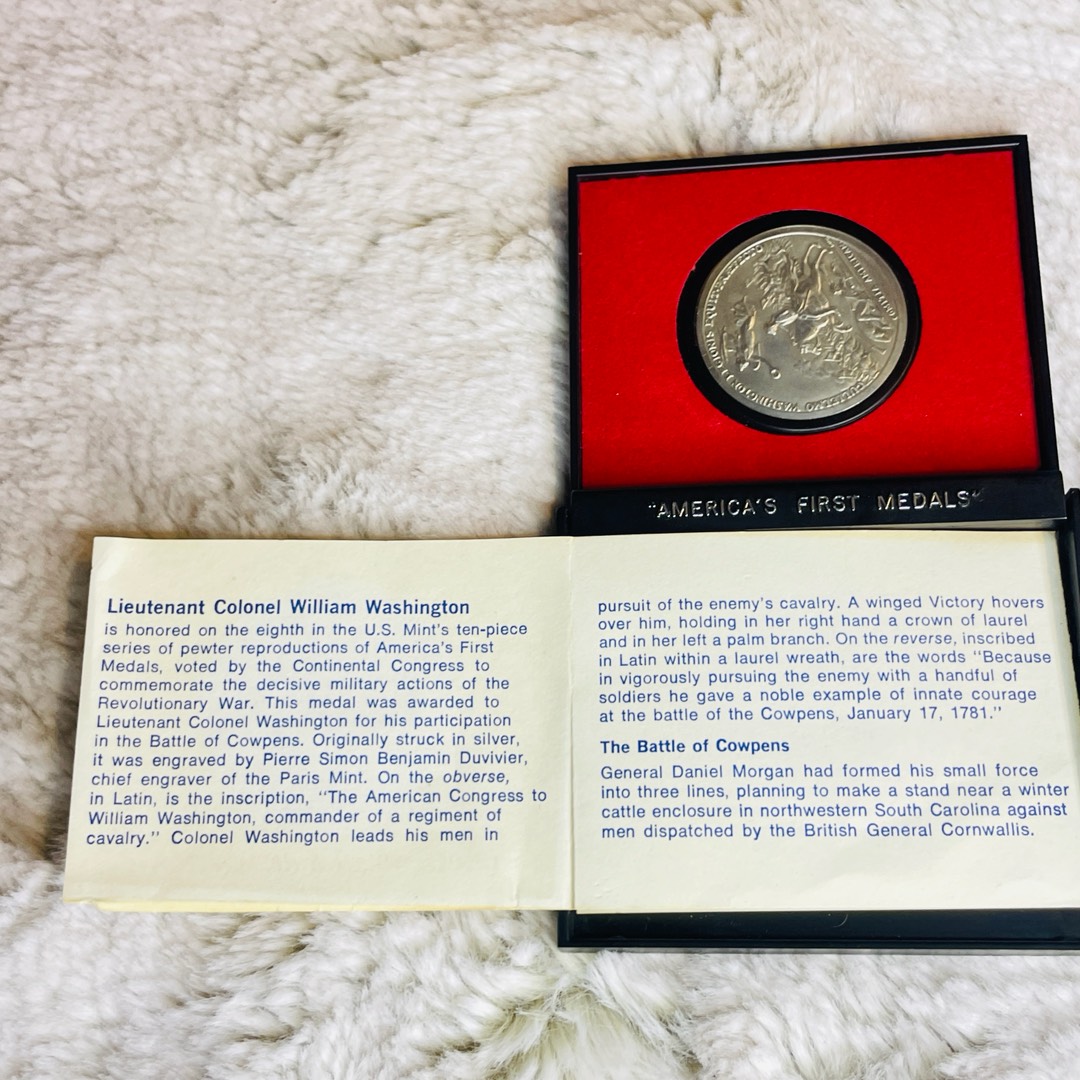 GULIELMO WASHINGTON LEGIONIS EQUIT. PRAEFECTO
COMITIA AMERICANA
"AMERICA'S FIRST MEDALS"
Lieutenant Colonel William Washington
is honored on the eighth in the U.S. Mint's ten-piece
series of pewter reproductions of America's First
Medals, voted by the Continental Congress to
commemorate the decisive military actions of the
Revolutionary War. This medal was awarded to
Lieutenant Colonel Washington for his participation
in the Battle of Cowpens. Originally struck in silver,
it was engraved by Pierre Simon Benjamin Duvivier,
chief engraver of the Paris Mint. On the obverse,
in Latin, is the inscription, "The American Congress to
William Washington, commander of a regiment of
cavalry." Colonel Washington leads his men in
pursuit of the enemy's cavalry. A winged Victory hovers
over him, holding in her right hand a crown of laurel
and in her left a palm branch. On the reverse, inscribed
in Latin within a laurel wreath, are the words "Because
in vigorously pursuing the enemy with a handful of
soldiers he gave a noble example of innate courage
at the battle of the Cowpens, January 17, 1781."
The Battle of Cowpens
General Daniel Morgan had formed his small force
into three lines, planning to make a stand near a winter
cattle enclosure in northwestern South Carolina against
men dispatched by the British General Cornwallis.